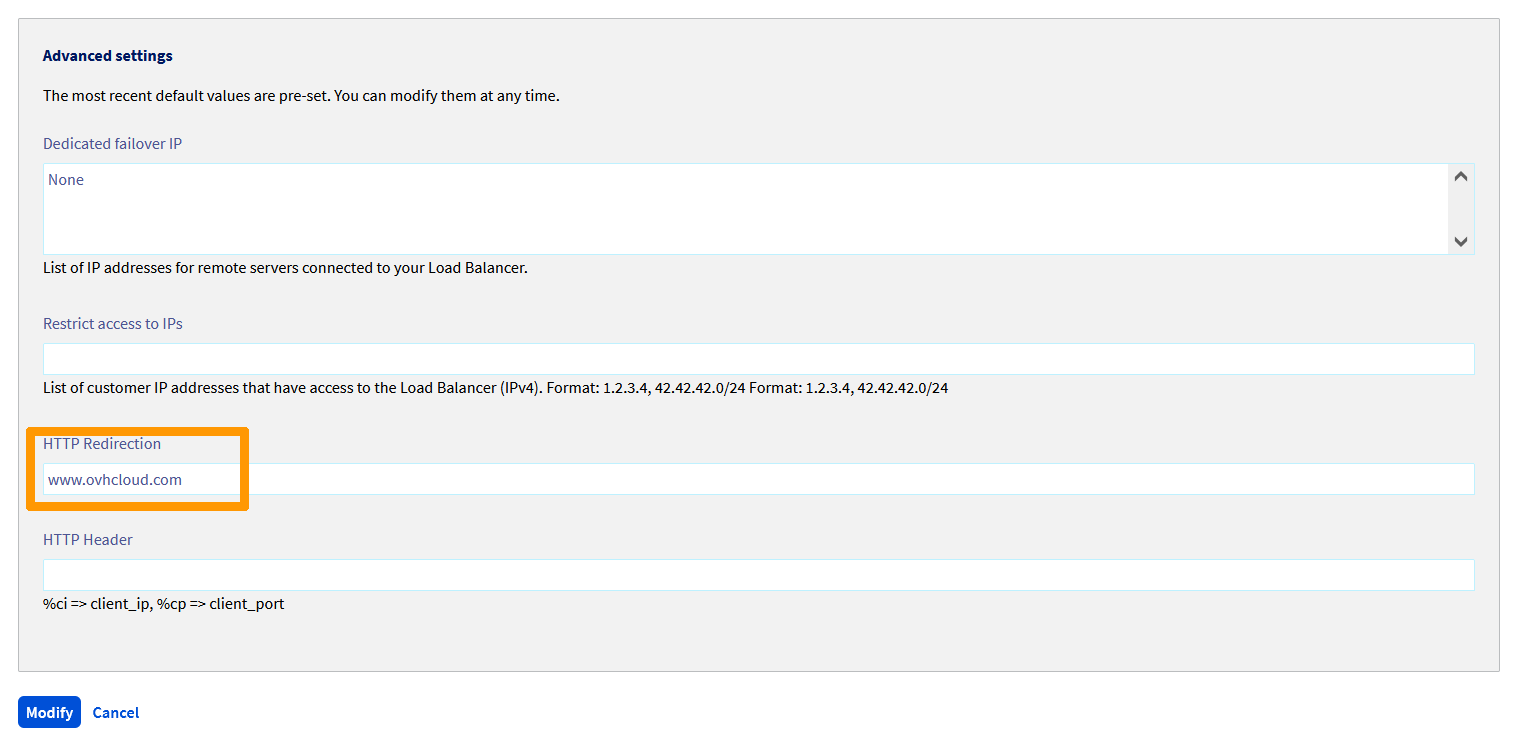 Advanced settings
The most recent default values are pre-set. You can modify them at any time.
Dedicated failover IP
None
List of IP addresses for remote servers connected to your Load Balancer.
Restrict access to IPs
List of customer IP addresses that have access to the Load Balancer (IPv4). Format: 1.2.3.4, 42.42.42.0/24 Format: 1.2.3.4, 42.42.42.0/24
HTTP Redirection
www.ovhcloud.com
HTTP Header
%ci => client_ip, %cp => client_port
Modify Cancel